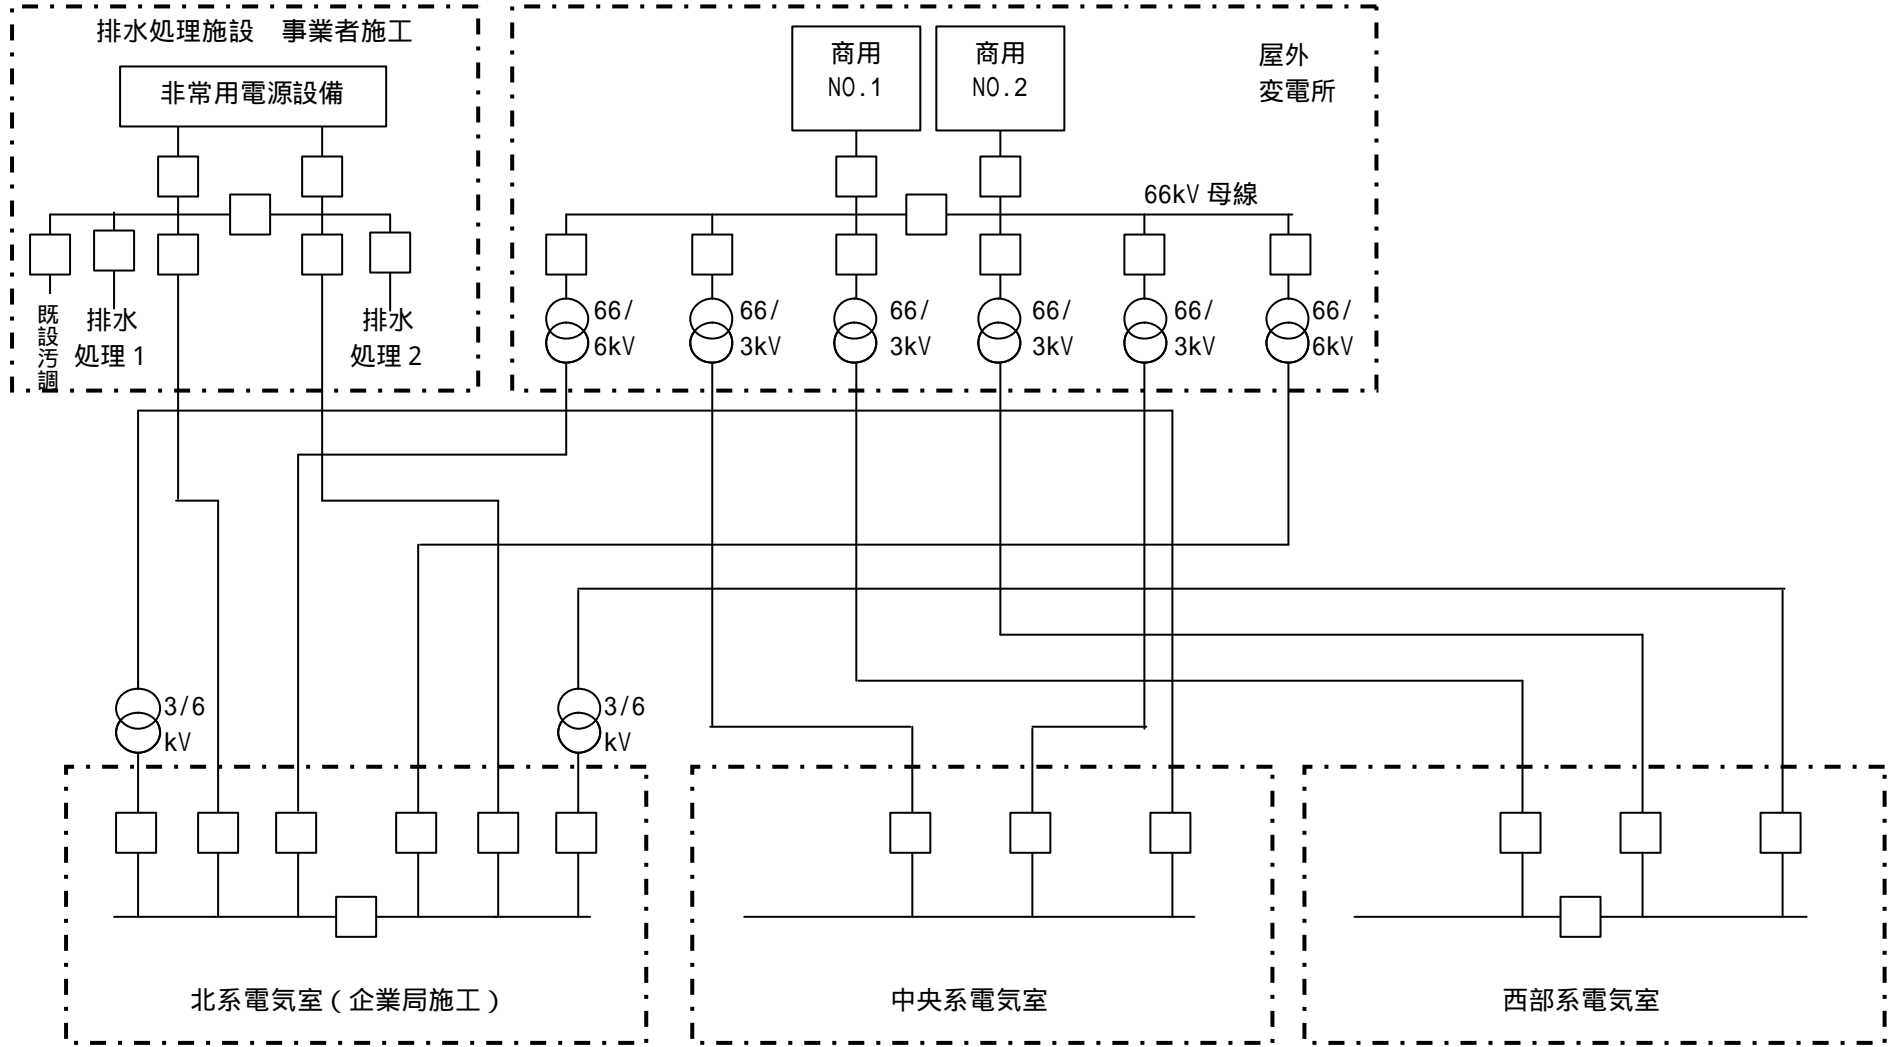 排水処理施設　事業者施工
非常用電源設備
既設汚調
排水
処理1
排水
処理2
商用
NO.1
商用
NO.2
屋外
変電所
66kV 母線
66/
6kV
66/
3kV
66/
3kV
66/
3kV
66/
3kV
66/
6kV
3/6
kV
3/6
kV
北系電気室(企業局施工)
中央系電気室
西部系電気室